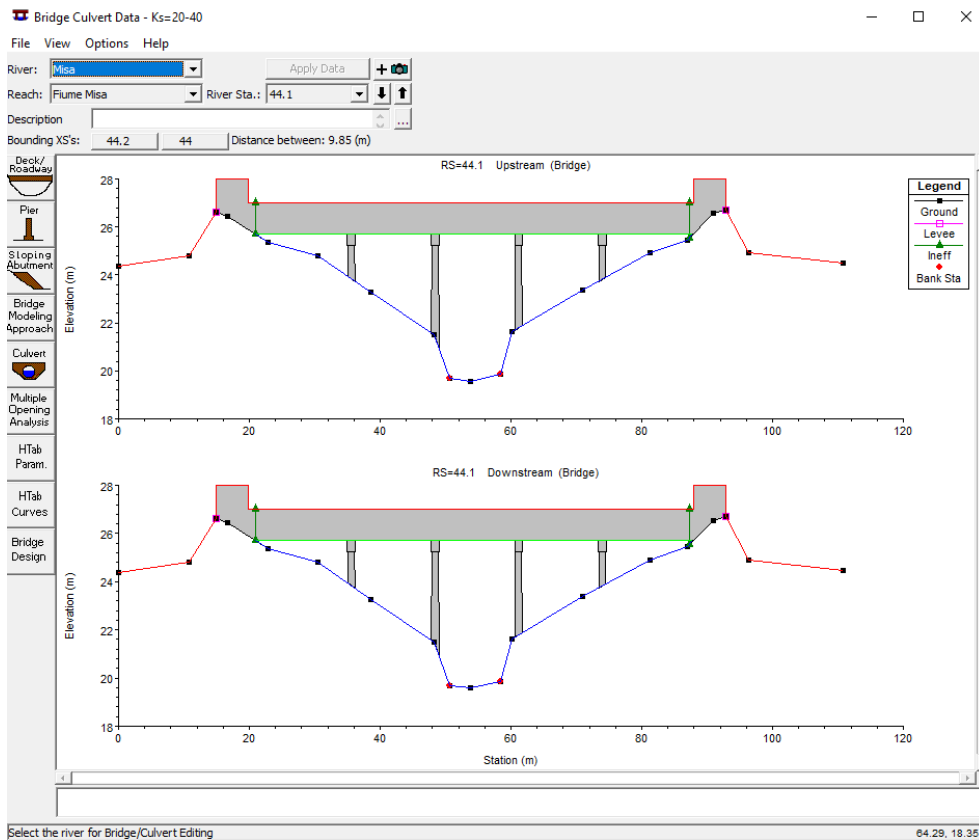 Bridge Culvert Data - Ks=20-40
File View Options Help
River: Misa Apply Data
Reach: Fiume Misa River Sta.: 44.1
Description ...
Bounding XS's: 44.2 44 Distance between: 9.85 (m)
Deck/
Roadway
Pier
Sloping
Abutment
Bridge
Modeling
Approach
Culvert
Multiple
Opening
Analysis
HTab
Param.
HTab
Curves
Bridge
Design
RS=44.1 Upstream (Bridge)
28
26
24
22
20
18
Elevation (m)
0 20 40 60 80 100 120
Legend
Ground
Levee
Ineff
Bank Sta
RS=44.1 Downstream (Bridge)
28
26
24
22
20
18
Elevation (m)
0 20 40 60 80 100 120
Station (m)
Select the river for Bridge/Culvert Editing
64.29, 18.35